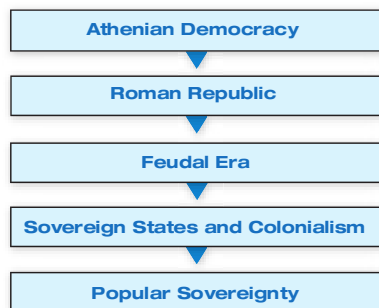 Athenian Democracy
Roman Republic
Feudal Era
Sovereign States and Colonialism
Popular Sovereignty